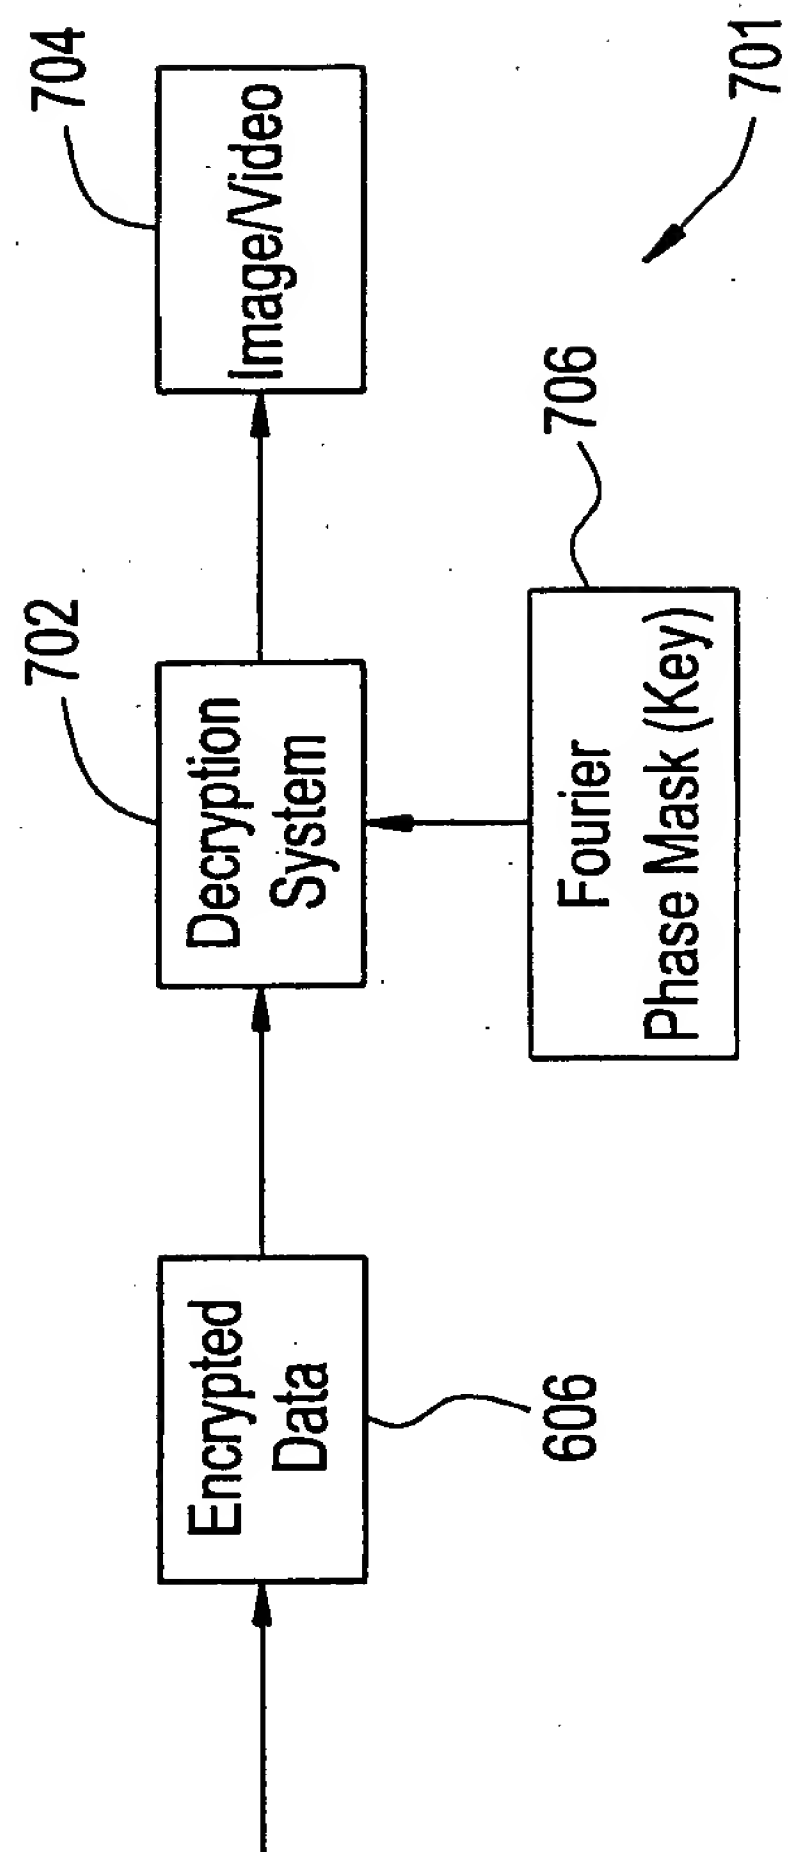 702
704
Encrypted
Data
Decryption
System
Image/Video
606
706
Fourier
Phase Mask (Key)
701